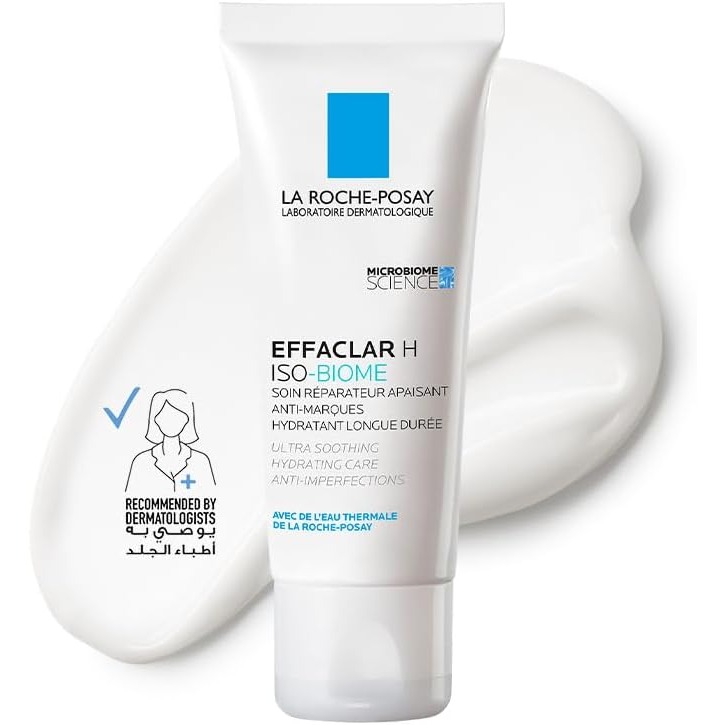 LA ROCHE-POSAY
LABORATOIRE DERMATOLOGIQUE
MICROBIOME
SCIENCE
EFFACLAR H
ISO-BIOME
SOIN RÉPARATEUR APAISANT
ANTI-MARQUES
HYDRATANT LONGUE DURÉE
ULTRA SOOTHING
HYDRATING CARE
ANTI-IMPERFECTIONS
AVEC DE L'EAU THERMALE
DE LA ROCHE-POSAY
RECOMMENDED BY
DERMATOLOGISTS
يوصي به
أطباء الجلد